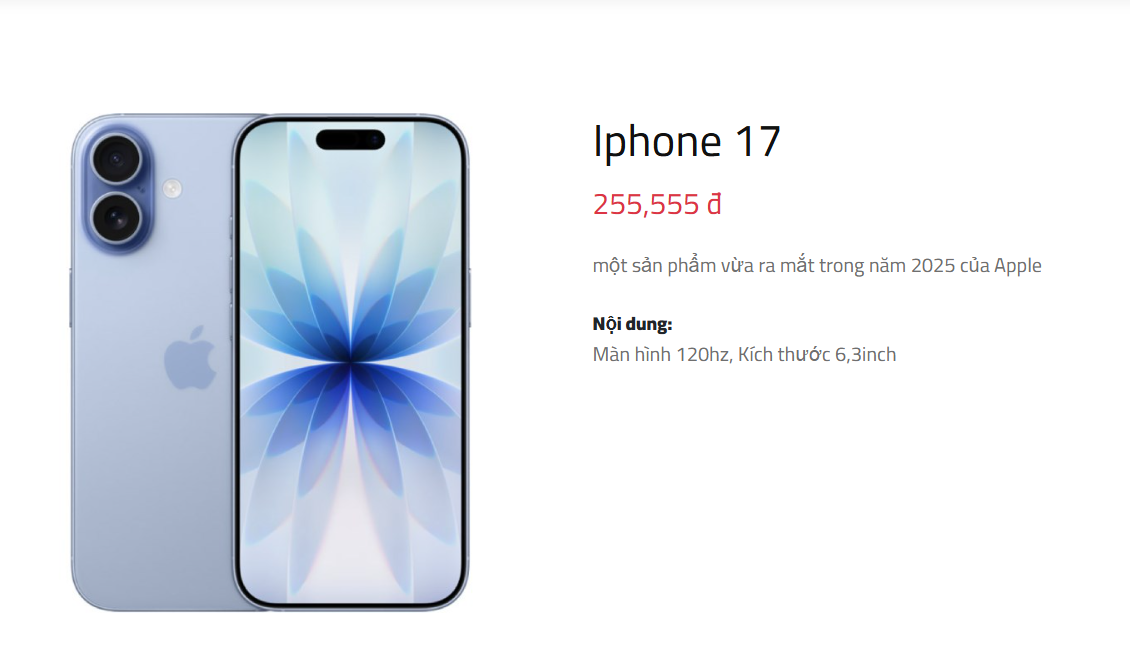 Iphone 17
255,555 đ
một sản phẩm vừa ra mắt trong năm 2025 của Apple
Nội dung:
Màn hình 120hz, Kích thước 6,3inch